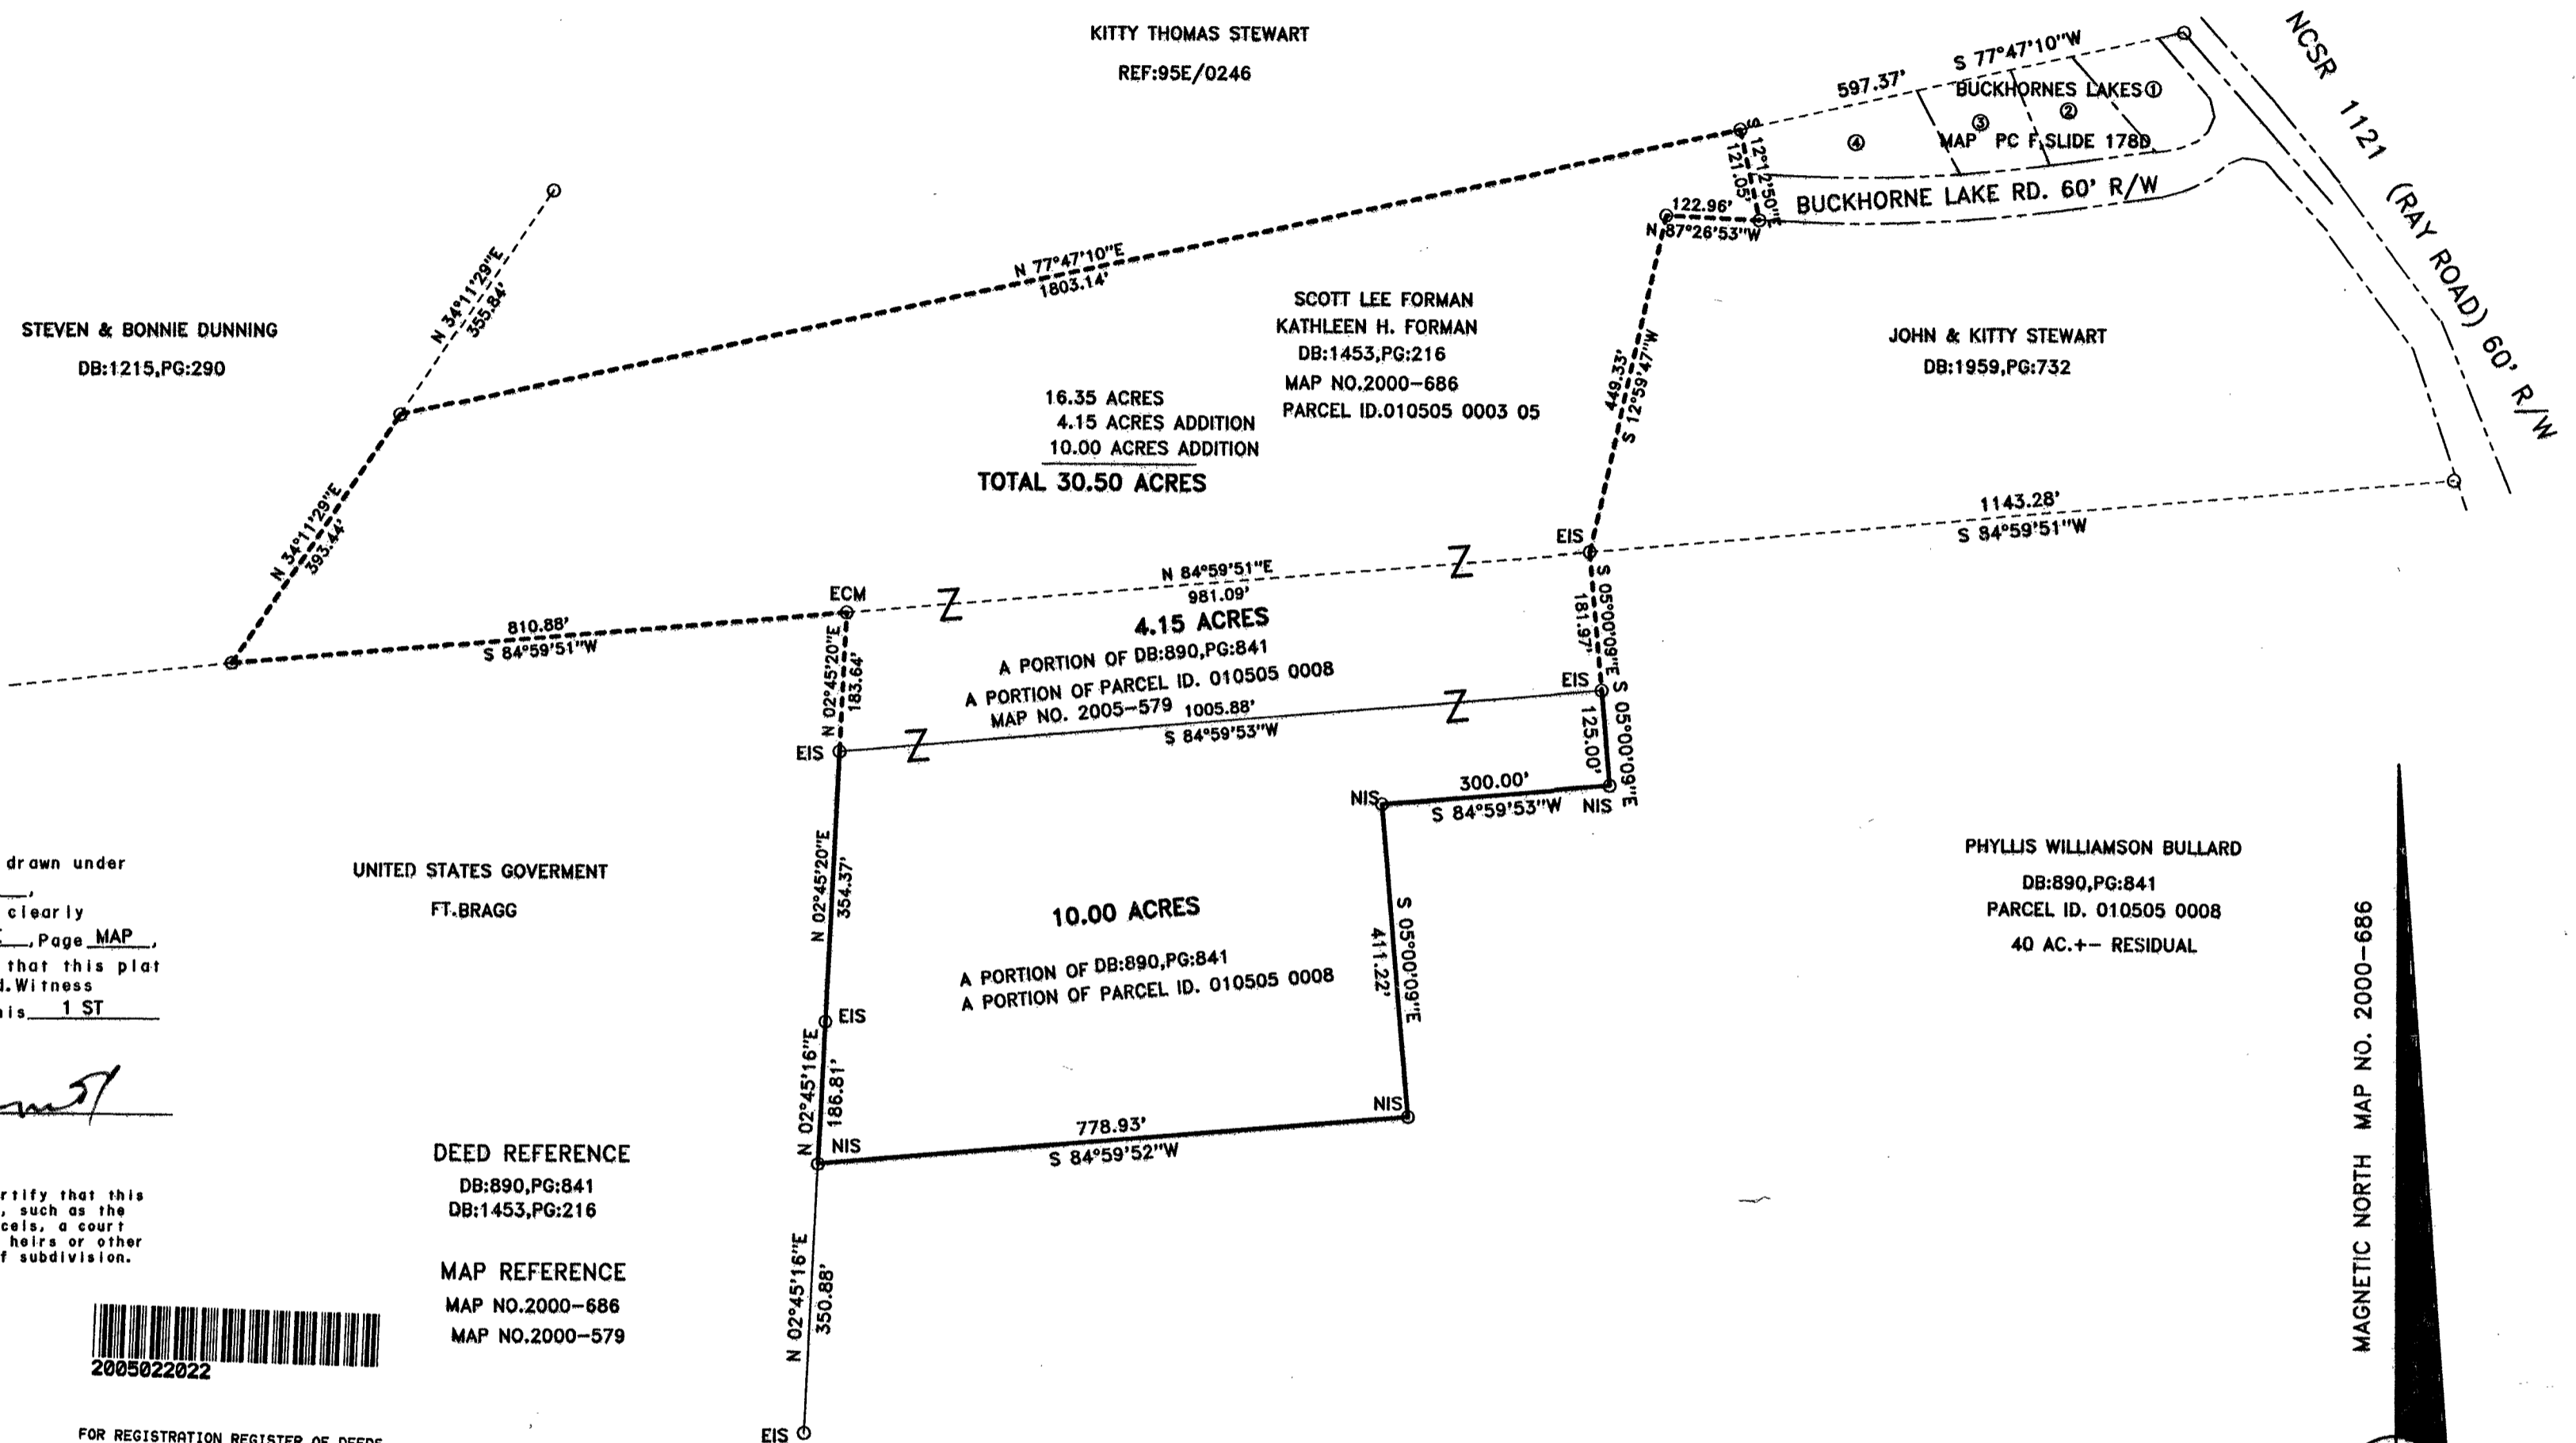 KITTY THOMAS STEWART
REF:95E/0246
NCSR 1121 (RAY ROAD) 60' R/W
S 77°47'10"W
597.37'
BUCKHORNES LAKES ①
②
③
④
MAP PC F,SLIDE 178D
BUCKHORNE LAKE RD. 60' R/W
S 12°12'50"E
121.05'
122.96'
N 87°26'53"W
N 77°47'10"E
1803.14'
N 34°11'29"E
355.84'
STEVEN & BONNIE DUNNING
DB:1215,PG:290
SCOTT LEE FORMAN
KATHLEEN H. FORMAN
DB:1453,PG:216
MAP NO.2000-686
PARCEL ID.010505 0003 05
16.35 ACRES
4.15 ACRES ADDITION
10.00 ACRES ADDITION
TOTAL 30.50 ACRES
449.33'
S 12°59'47"W
JOHN & KITTY STEWART
DB:1959,PG:732
N 34°11'29"E
393.44'
1143.28'
S 84°59'51"W
EIS
ECM
Z
Z
N 84°59'51"E
981.09'
810.88'
S 84°59'51"W
4.15 ACRES
A PORTION OF DB:890,PG:841
A PORTION OF PARCEL ID. 010505 0008
MAP NO. 2005-579
N 02°45'20"E
183.64'
S 05°00'09"E
181.97'
EIS
EIS
Z
Z
1005.88'
S 84°59'53"W
S 05°00'09"E
125.00'
300.00'
S 84°59'53"W
NIS
NIS
N 02°45'20"E
354.37'
UNITED STATES GOVERMENT
FT.BRAGG
10.00 ACRES
A PORTION OF DB:890,PG:841
A PORTION OF PARCEL ID. 010505 0008
S 05°00'09"E
411.22'
PHYLLIS WILLIAMSON BULLARD
DB:890,PG:841
PARCEL ID. 010505 0008
40 AC.+- RESIDUAL
MAGNETIC NORTH MAP NO. 2000-686
drawn under
clearly
,Page MAP ,
that this plat
.Witness
is 1 ST
EIS
N 02°45'16"E
186.81'
NIS
NIS
778.93'
S 84°59'52"W
DEED REFERENCE
DB:890,PG:841
DB:1453,PG:216
MAP REFERENCE
MAP NO.2000-686
MAP NO.2000-579
rtify that this
, such as the
cels, a court
heirs or other
f subdivision.
N 02°45'16"E
350.88'
EIS
2005022022
FOR REGISTRATION REGISTER OF DEEDS